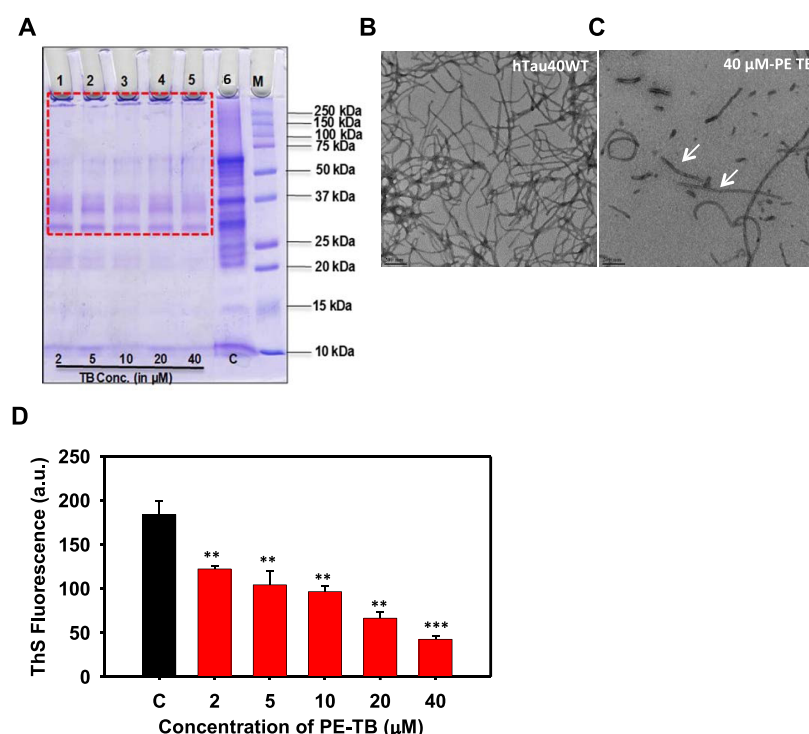 A
B
C
1 2 3 4 5 6 M
250 kDa
150 kDa
100 kDa
75 kDa
50 kDa
37 kDa
25 kDa
20 kDa
15 kDa
10 kDa
2 5 10 20 40 C
TB Conc. (in µM)
hTau40WT
40 µM-PE TB
D
ThS Fluorescence (a.u.)
250
200
150
100
50
0
** ** ** ** ***
C 2 5 10 20 40
Concentration of PE-TB (µM)